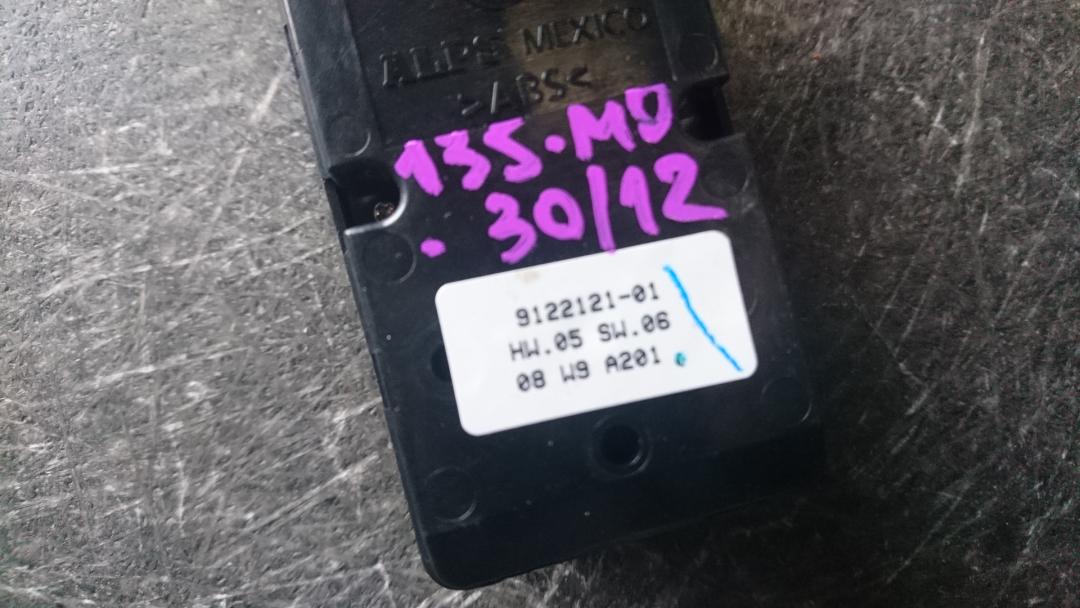 ALPS MEXICO
>ABS<
135.MD
. 30/12
9122121-01
HW.05 SW.06
08 W9 A201